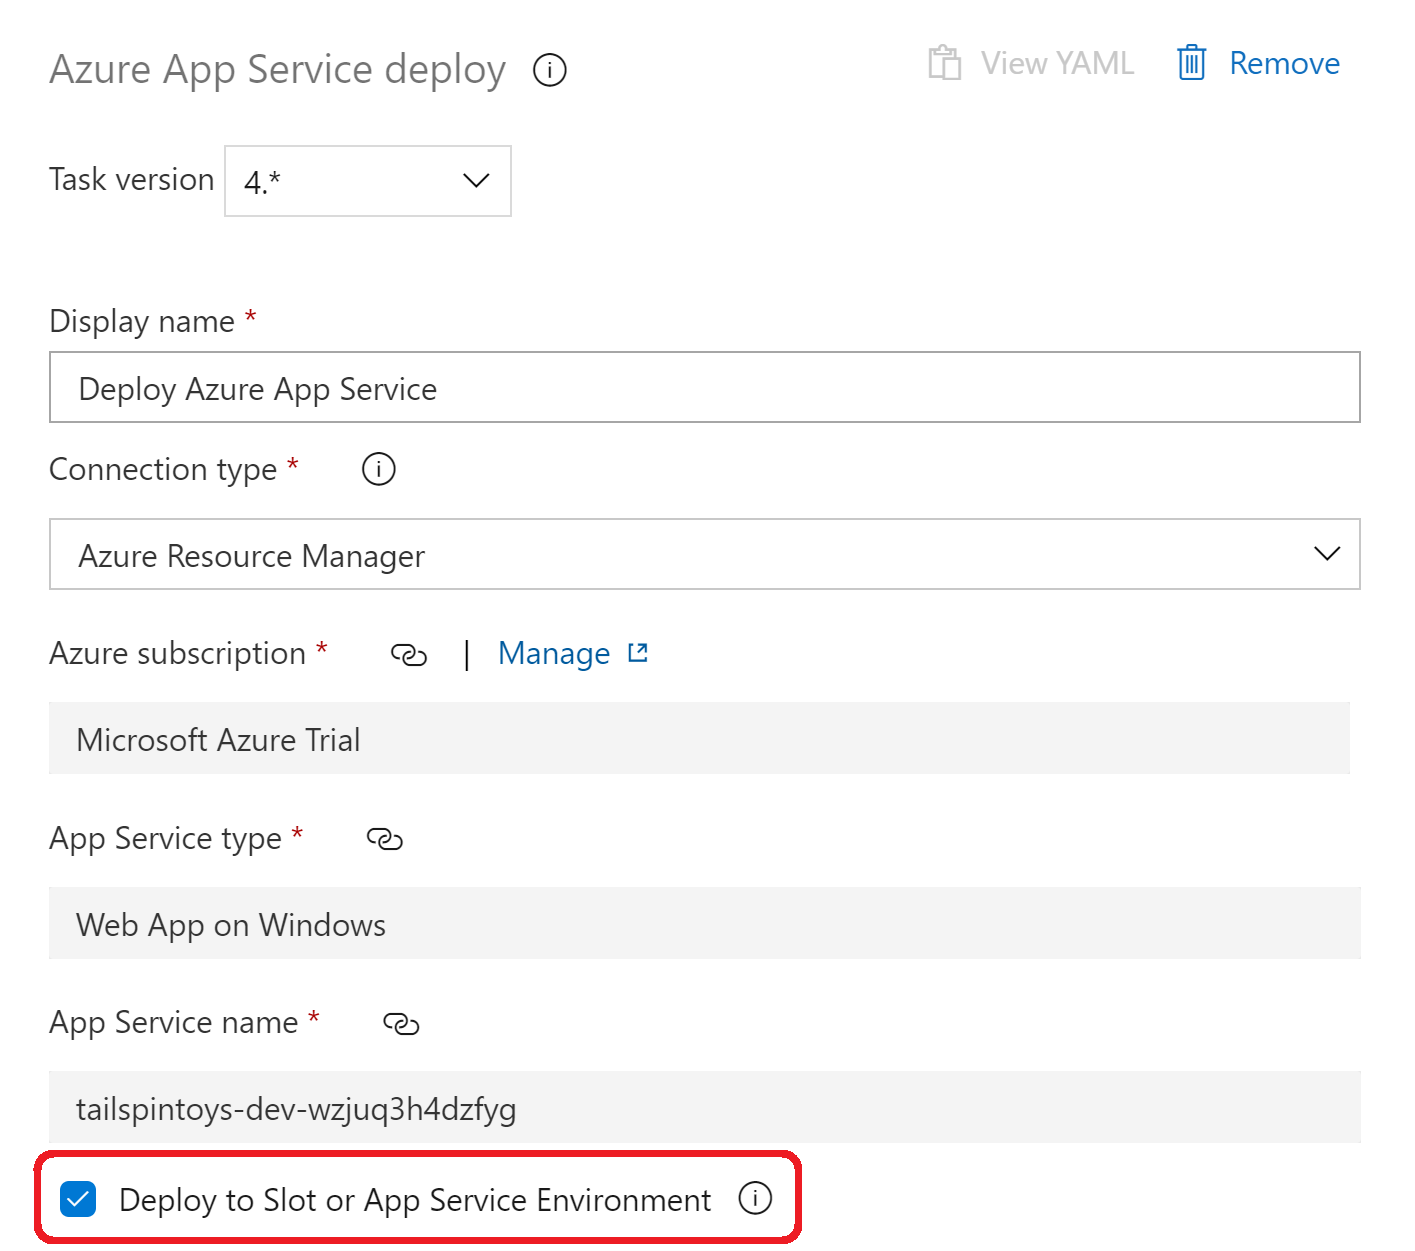 Azure App Service deploy
View YAML
Remove
Task version
4.*
Display name *
Deploy Azure App Service
Connection type *
Azure Resource Manager
Azure subscription *
| Manage
Microsoft Azure Trial
App Service type *
Web App on Windows
App Service name *
tailspintoys-dev-wzjuq3h4dzfyg
Deploy to Slot or App Service Environment